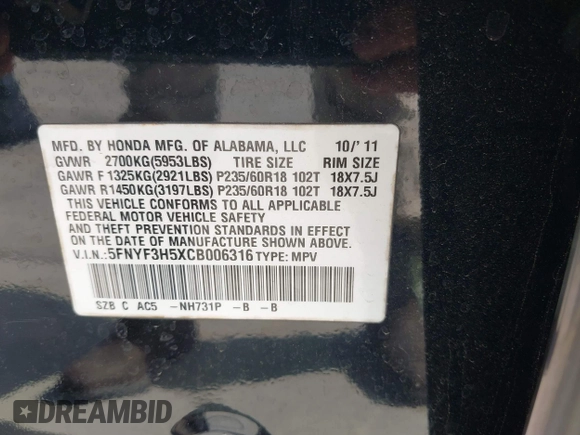 MFD. BY HONDA MFG. OF ALABAMA, LLC 10/'11
GVWR 2700KG(5953LBS) TIRE SIZE RIM SIZE
GAWR F 1325KG(2921LBS) P235/60R18 102T 18X7.5J
GAWR R1450KG(3197LBS) P235/60R18 102T 18X7.5J
THIS VEHICLE CONFORMS TO ALL APPLICABLE
FEDERAL MOTOR VEHICLE SAFETY
AND THEFT PREVENTION STANDARDS IN EFFECT
ON THE DATE OF MANUFACTURE SHOWN ABOVE.
V.I.N.: 5FNYF3H5XCB006316 TYPE: MPV
SZB C AC5 -NH731P -B -B
DREAMBID